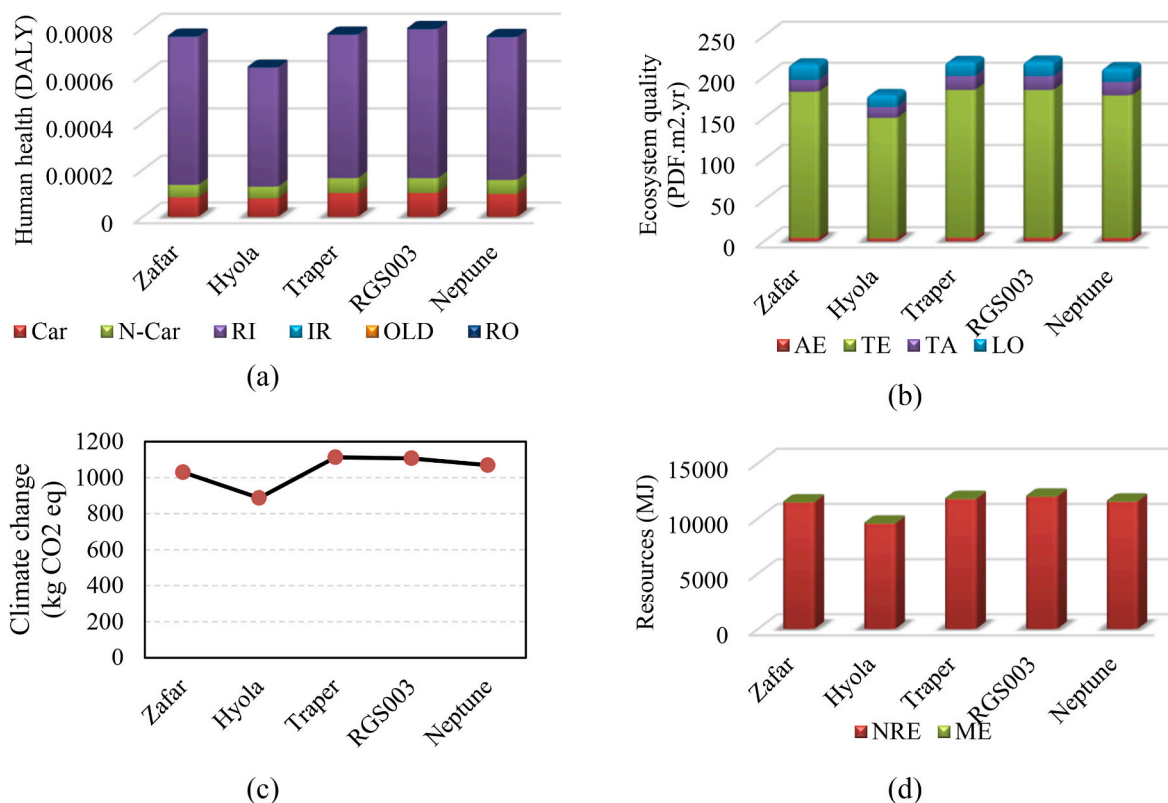 Human health (DALY)
0.0008
0.0006
0.0004
0.0002
0
Zafar
Hyola
Traper
RGS003
Neptune
Car N-Car RI IR OLD RO
(a)
Ecosystem quality
(PDF.m2.yr)
250
200
150
100
50
0
Zafar
Hyola
Traper
RGS003
Neptune
AE TE TA LO
(b)
Climate change
(kg CO2 eq)
1200
1000
800
600
400
200
0
Zafar
Hyola
Traper
RGS003
Neptune
(c)
Resources (MJ)
15000
10000
5000
0
Zafar
Hyola
Traper
RGS003
Neptune
NRE ME
(d)